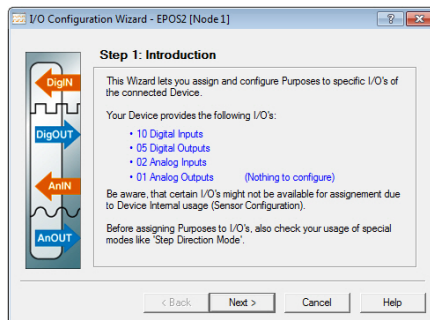 I/O Configuration Wizard - EPOS2 [Node1]
Step 1: Introduction
DigIN
DigOUT
AnIN
AnOUT
This Wizard lets you assign and configure Purposes to specific I/O's of
the connected Device.
Your Device provides the following I/O's:
• 10 Digital Inputs
• 05 Digital Outputs
• 02 Analog Inputs
• 01 Analog Outputs (Nothing to configure)
Be aware, that certain I/O's might not be available for assignement due
to Device Internal usage (Sensor Configuration).
Before assigning Purposes to I/O's, also check your usage of special
modes like 'Step Direction Mode'.
< Back Next > Cancel Help